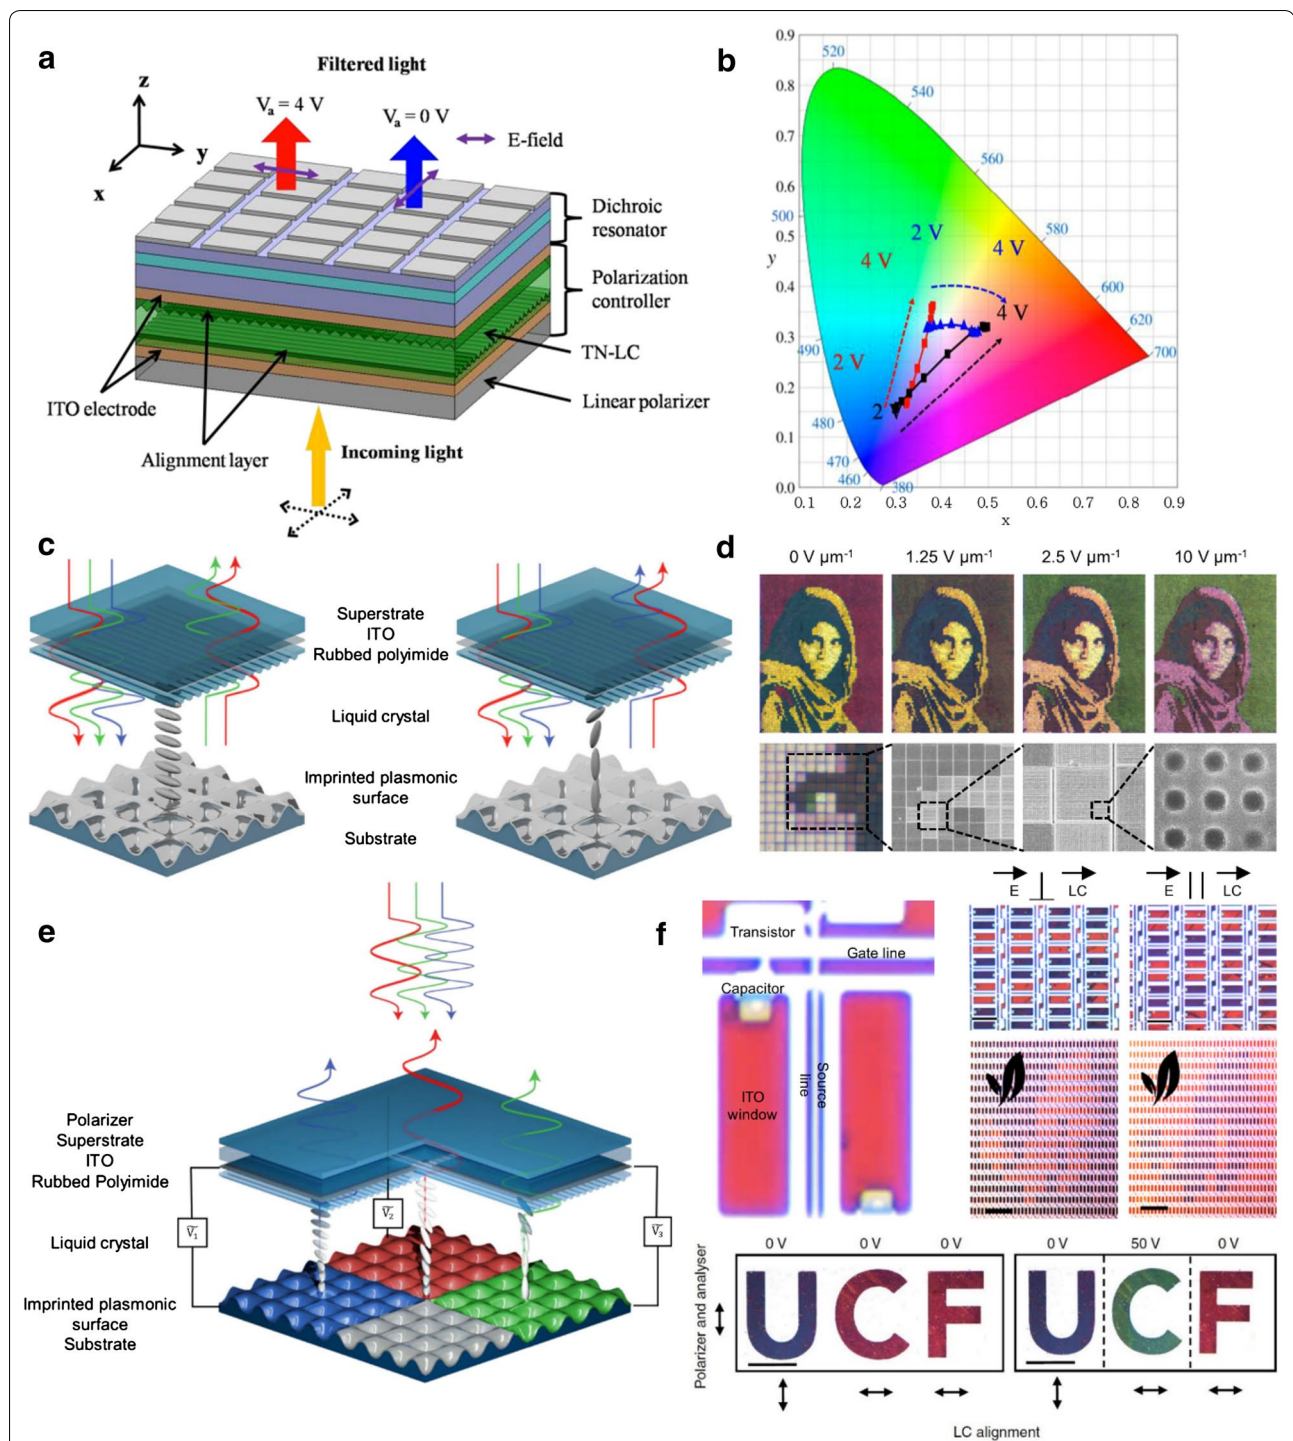 a
Filtered light
z
y
x
Va = 4 V
Va = 0 V
E-field
Dichroic
resonator
Polarization
controller
TN-LC
Linear polarizer
ITO electrode
Alignment layer
Incoming light
b
0.9
0.8
0.7
0.6
0.5
y
0.4
0.3
0.2
0.1
0.0
0.1 0.2 0.3 0.4 0.5 0.6 0.7 0.8 0.9
x
520
540
560
500
580
600
620
490
700
480
470
460
380
2 V
4 V
4 V
4 V
2 V
2
c
Superstrate
ITO
Rubbed polyimide
Liquid crystal
Imprinted plasmonic
surface
Substrate
d
0 V µm⁻¹ 1.25 V µm⁻¹ 2.5 V µm⁻¹ 10 V µm⁻¹
e
Polarizer
Superstrate
ITO
Rubbed Polyimide
Liquid crystal
Imprinted plasmonic
surface
Substrate
V1
V2
V3
f
Transistor
Gate line
Capacitor
ITO
window
Source
line
E ⊥ LC
E || LC
0 V 0 V 0 V
UCF
0 V 50 V 0 V
UCF
Polarizer and analyser
LC alignment